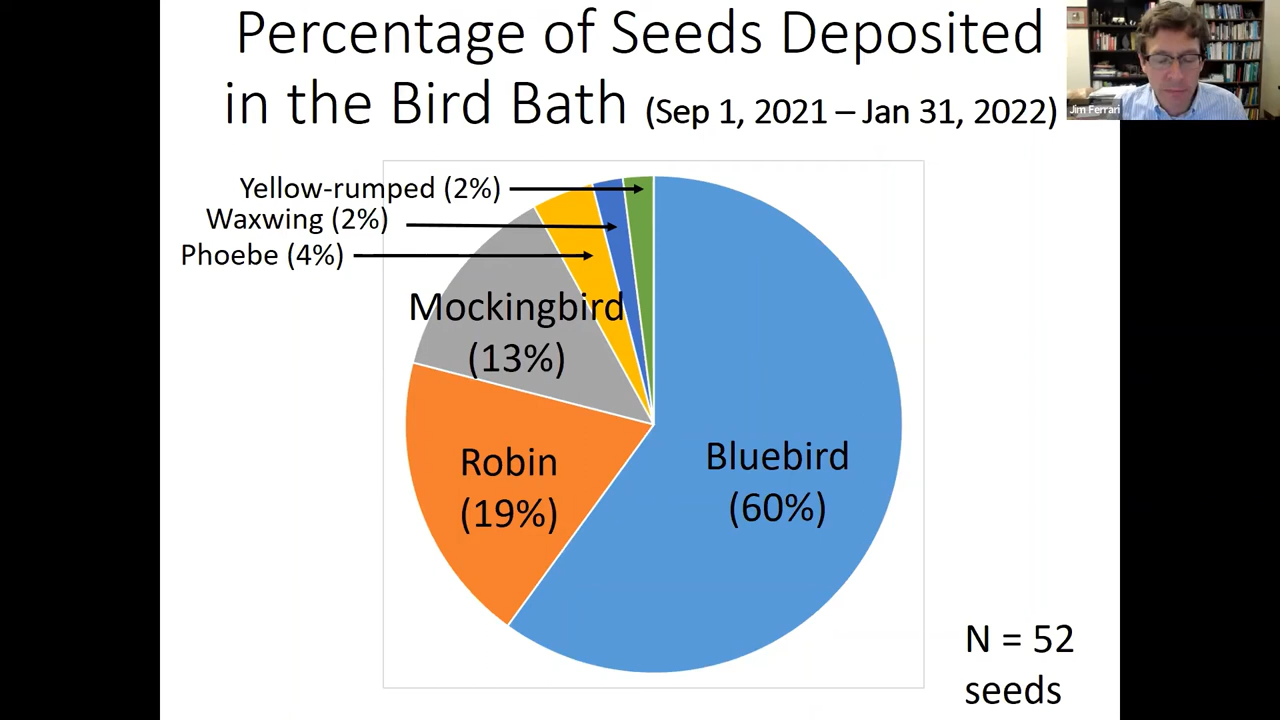 Percentage of Seeds Deposited
in the Bird Bath (Sep 1, 2021 – Jan 31, 2022)
Jim Ferrari
Yellow-rumped (2%)
Waxwing (2%)
Phoebe (4%)
Mockingbird
(13%)
Robin
(19%)
Bluebird
(60%)
N = 52
seeds